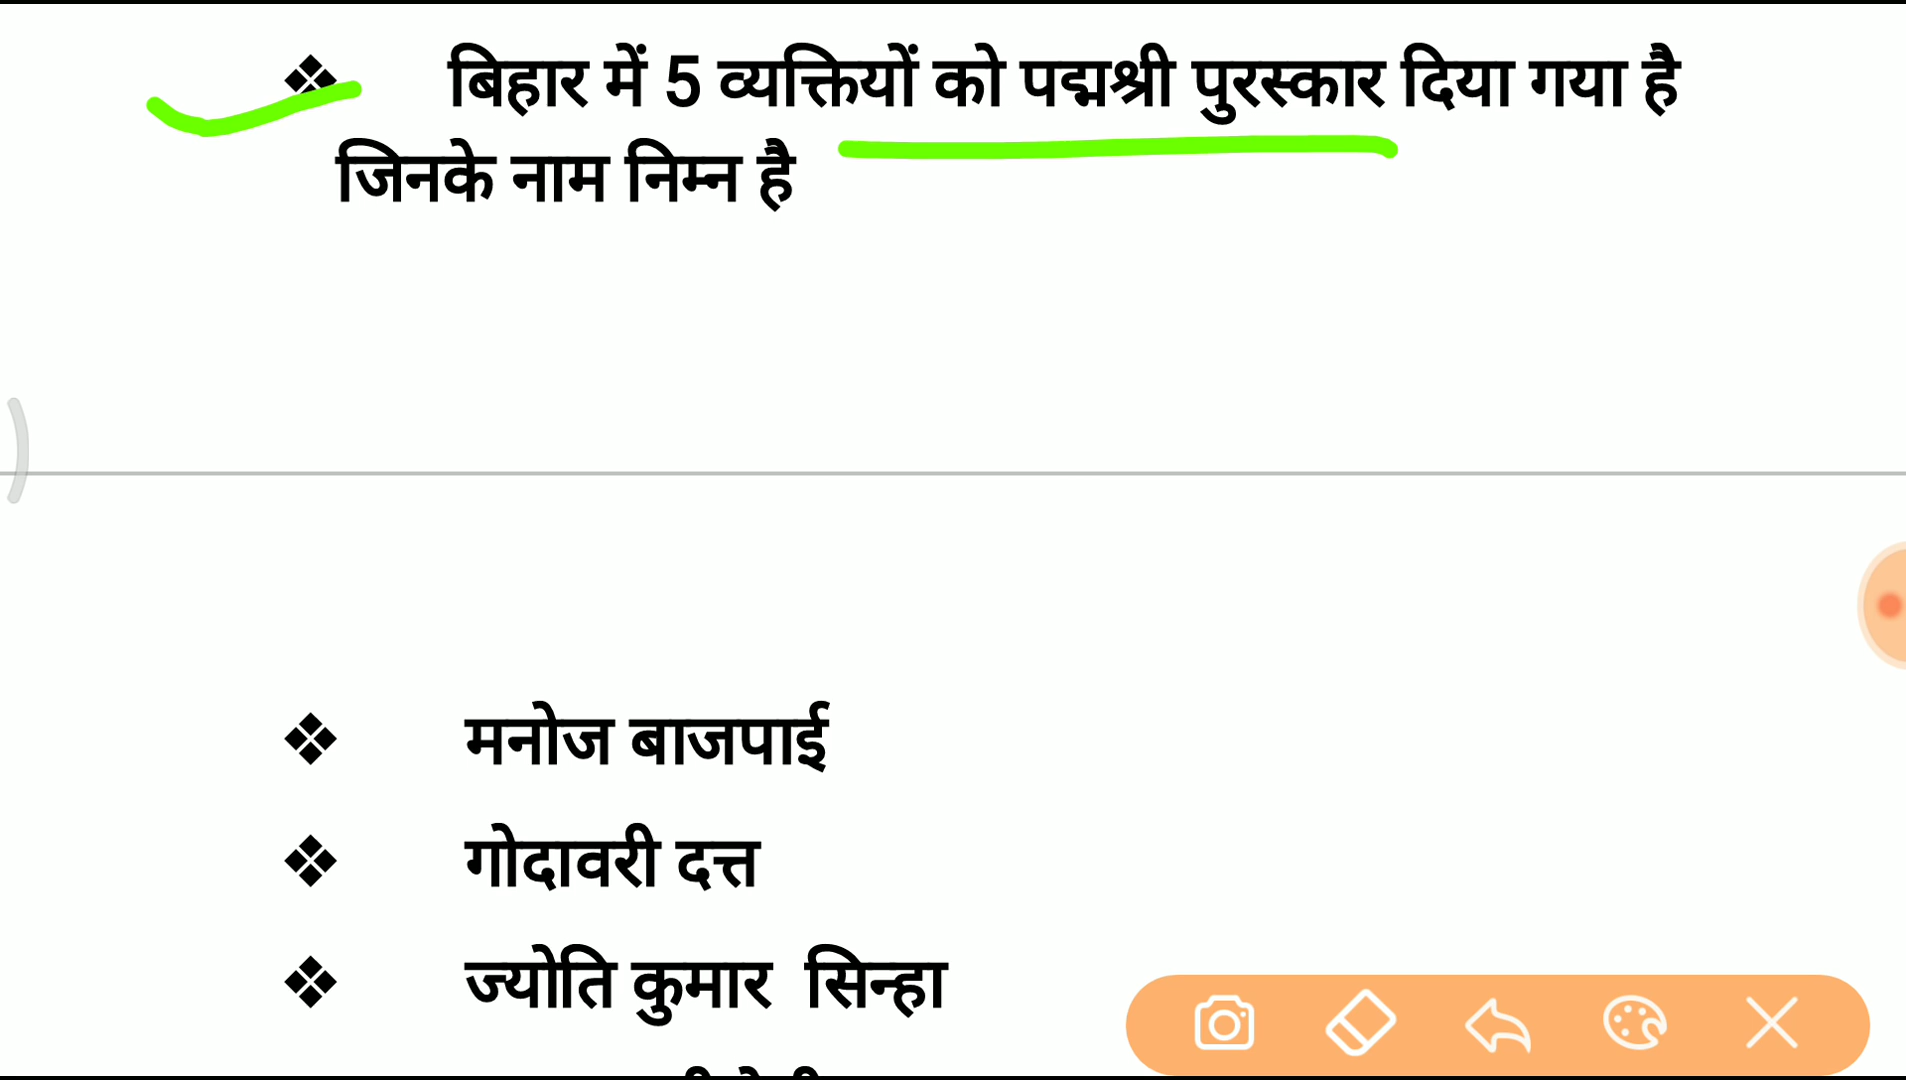 ❖ बिहार में 5 व्यक्तियों को पद्मश्री पुरस्कार दिया गया है
जिनके नाम निम्न है
❖ मनोज बाजपाई
❖ गोदावरी दत्त
❖ ज्योति कुमार सिन्हा